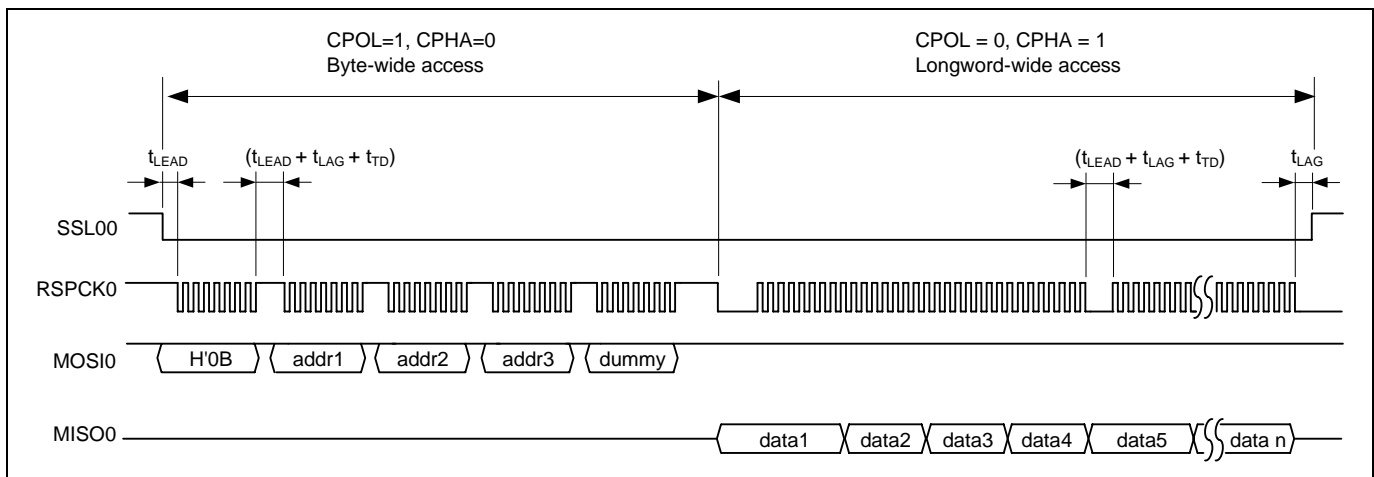 CPOL=1, CPHA=0
Byte-wide access
CPOL = 0, CPHA = 1
Longword-wide access
tLEAD
(tLEAD + tLAG + tTD)
(tLEAD + tLAG + tTD)
tLAG
SSL00
RSPCK0
MOSI0
H'0B
addr1
addr2
addr3
dummy
MISO0
data1
data2
data3
data4
data5
data n